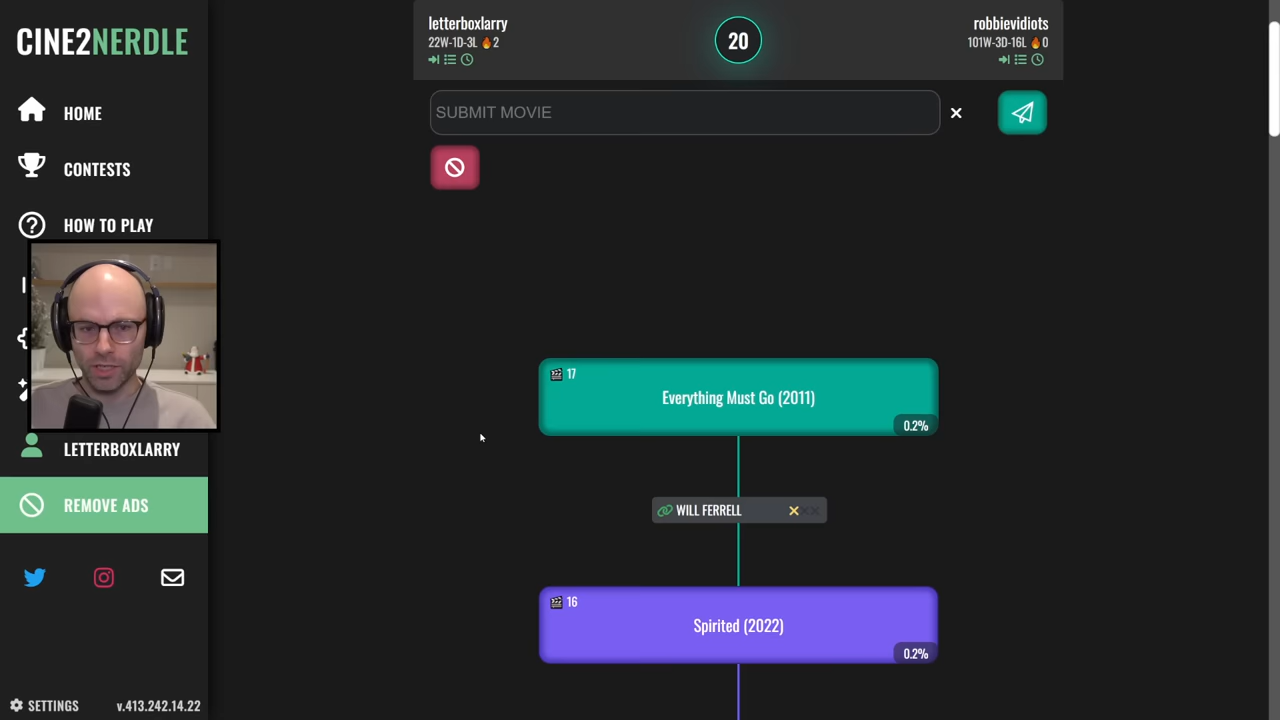 CINE2NERDLE
HOME
CONTESTS
HOW TO PLAY
LETTERBOXLARRY
REMOVE ADS
SETTINGS
v.413.242.14.22
letterboxlarry
22W-1D-3L 🔥2
20
robbievidiots
101W-3D-16L 🔥0
SUBMIT MOVIE
17
Everything Must Go (2011)
0.2%
WILL FERRELL
16
Spirited (2022)
0.2%